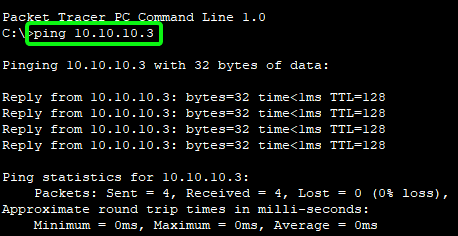 Packet Tracer PC Command Line 1.0
C:\>ping 10.10.10.3
Pinging 10.10.10.3 with 32 bytes of data:
Reply from 10.10.10.3: bytes=32 time<1ms TTL=128
Reply from 10.10.10.3: bytes=32 time<1ms TTL=128
Reply from 10.10.10.3: bytes=32 time<1ms TTL=128
Reply from 10.10.10.3: bytes=32 time<1ms TTL=128
Ping statistics for 10.10.10.3:
Packets: Sent = 4, Received = 4, Lost = 0 (0% loss),
Approximate round trip times in milli-seconds:
Minimum = 0ms, Maximum = 0ms, Average = 0ms